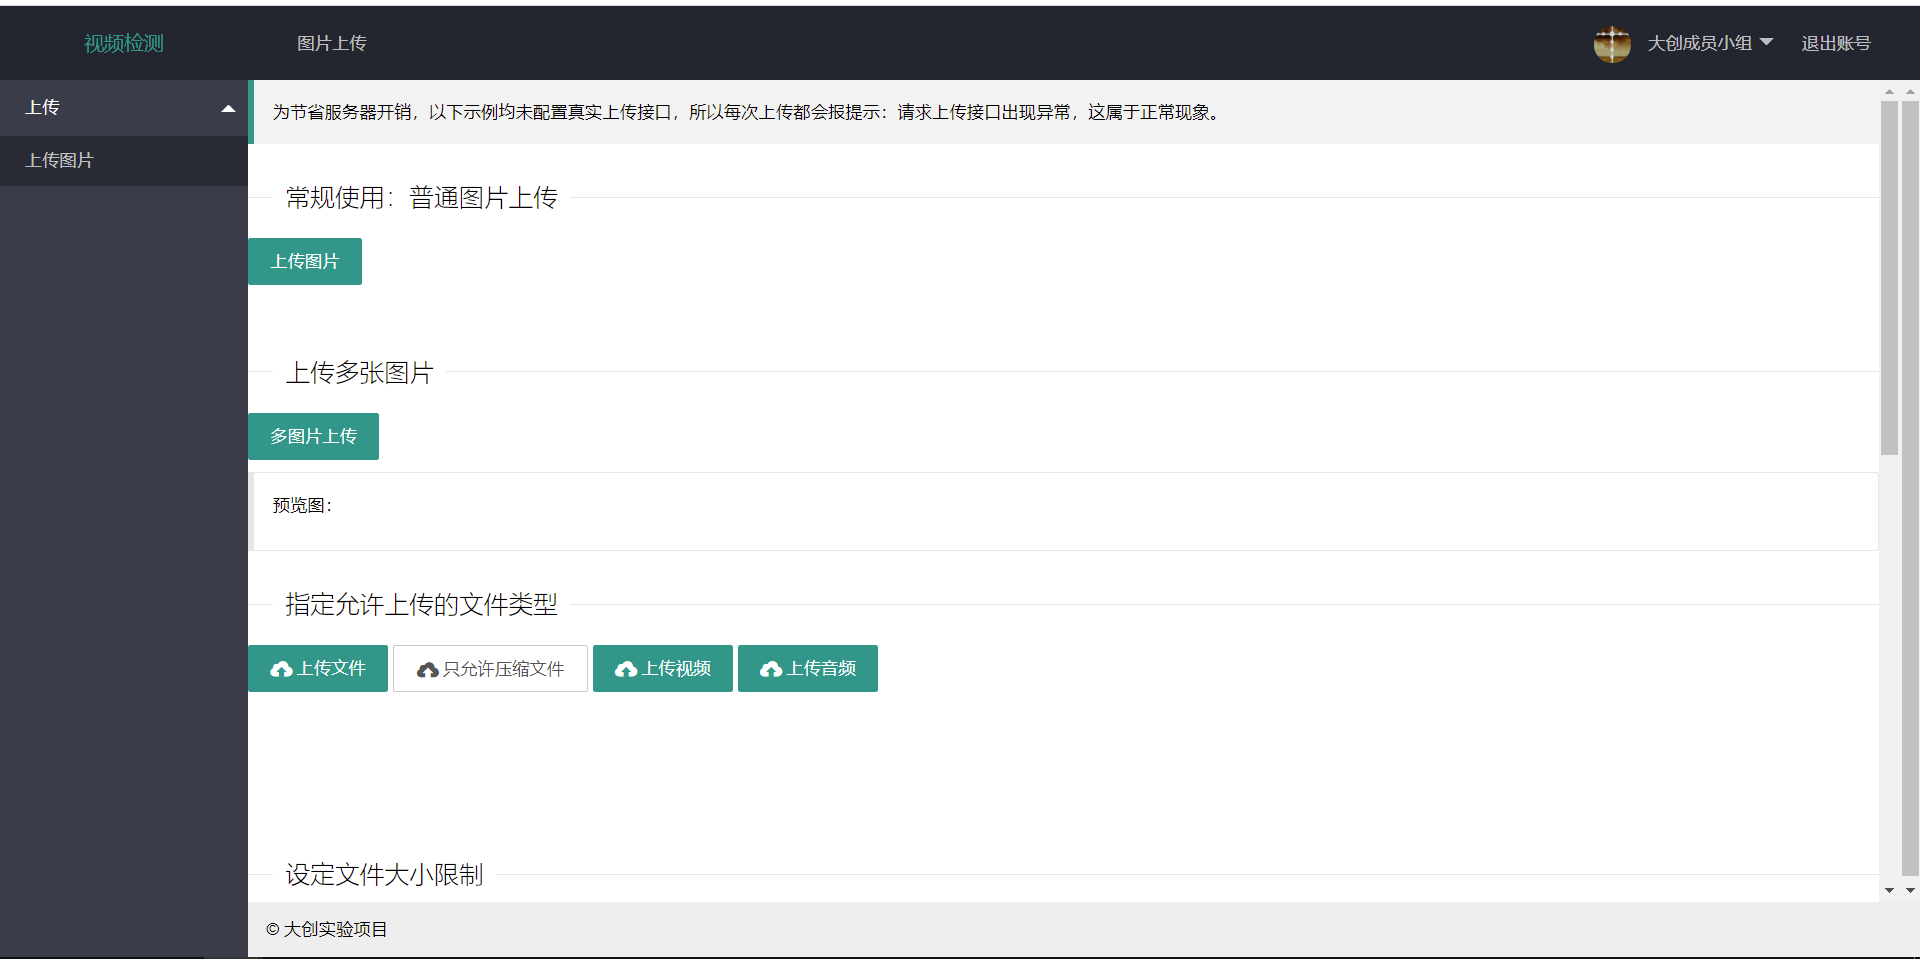 视频检测
图片上传
大创成员小组
退出账号
上传
上传图片
为节省服务器开销，以下示例均未配置真实上传接口，所以每次上传都会报提示：请求上传接口出现异常，这属于正常现象。
常规使用：普通图片上传
上传图片
上传多张图片
多图片上传
预览图：
指定允许上传的文件类型
上传文件
只允许压缩文件
上传视频
上传音频
设定文件大小限制
© 大创实验项目